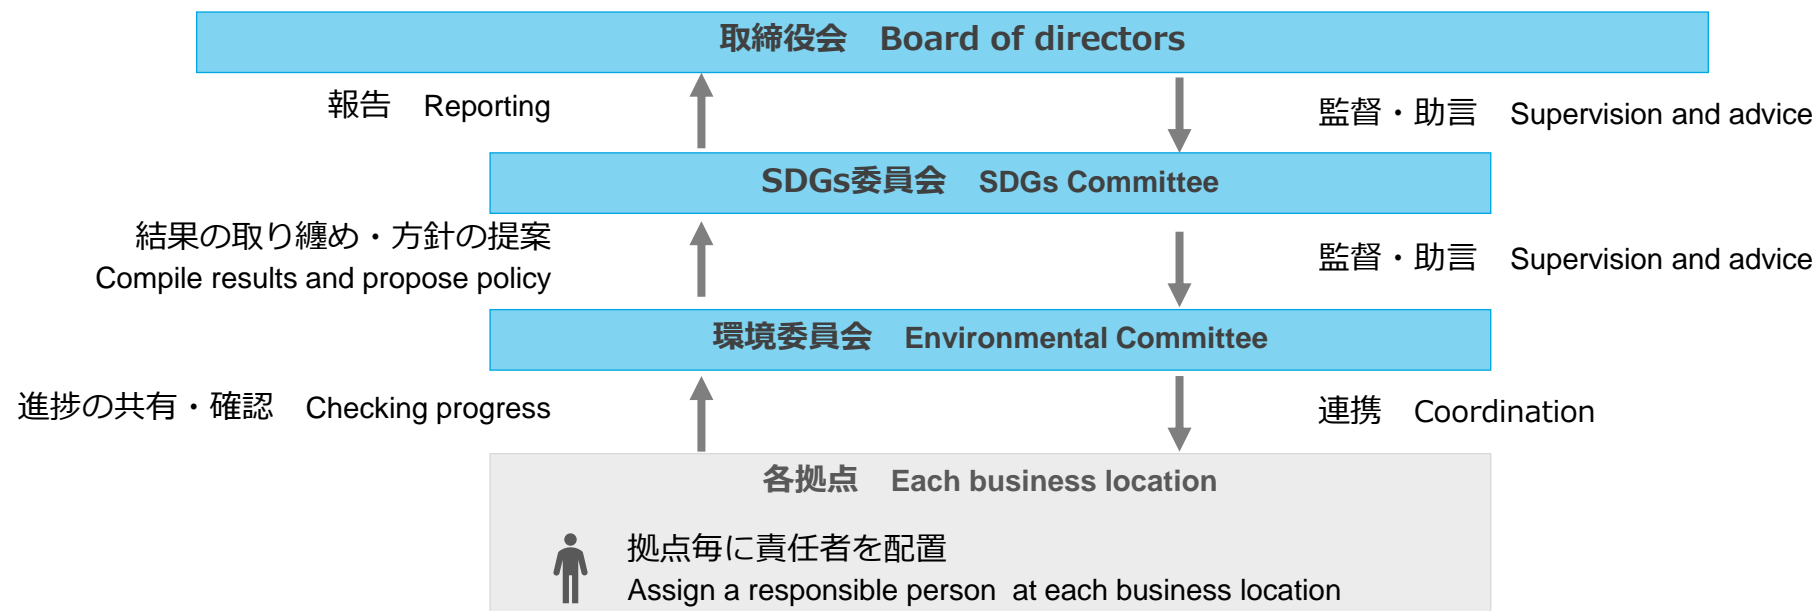 取締役会　Board of directors
報告　Reporting
監督・助言　Supervision and advice
SDGs委員会　SDGs Committee
結果の取り纏め・方針の提案
Compile results and propose policy
監督・助言　Supervision and advice
環境委員会　Environmental Committee
進捗の共有・確認　Checking progress
連携　Coordination
各拠点　Each business location
拠点毎に責任者を配置
Assign a responsible person  at each business location